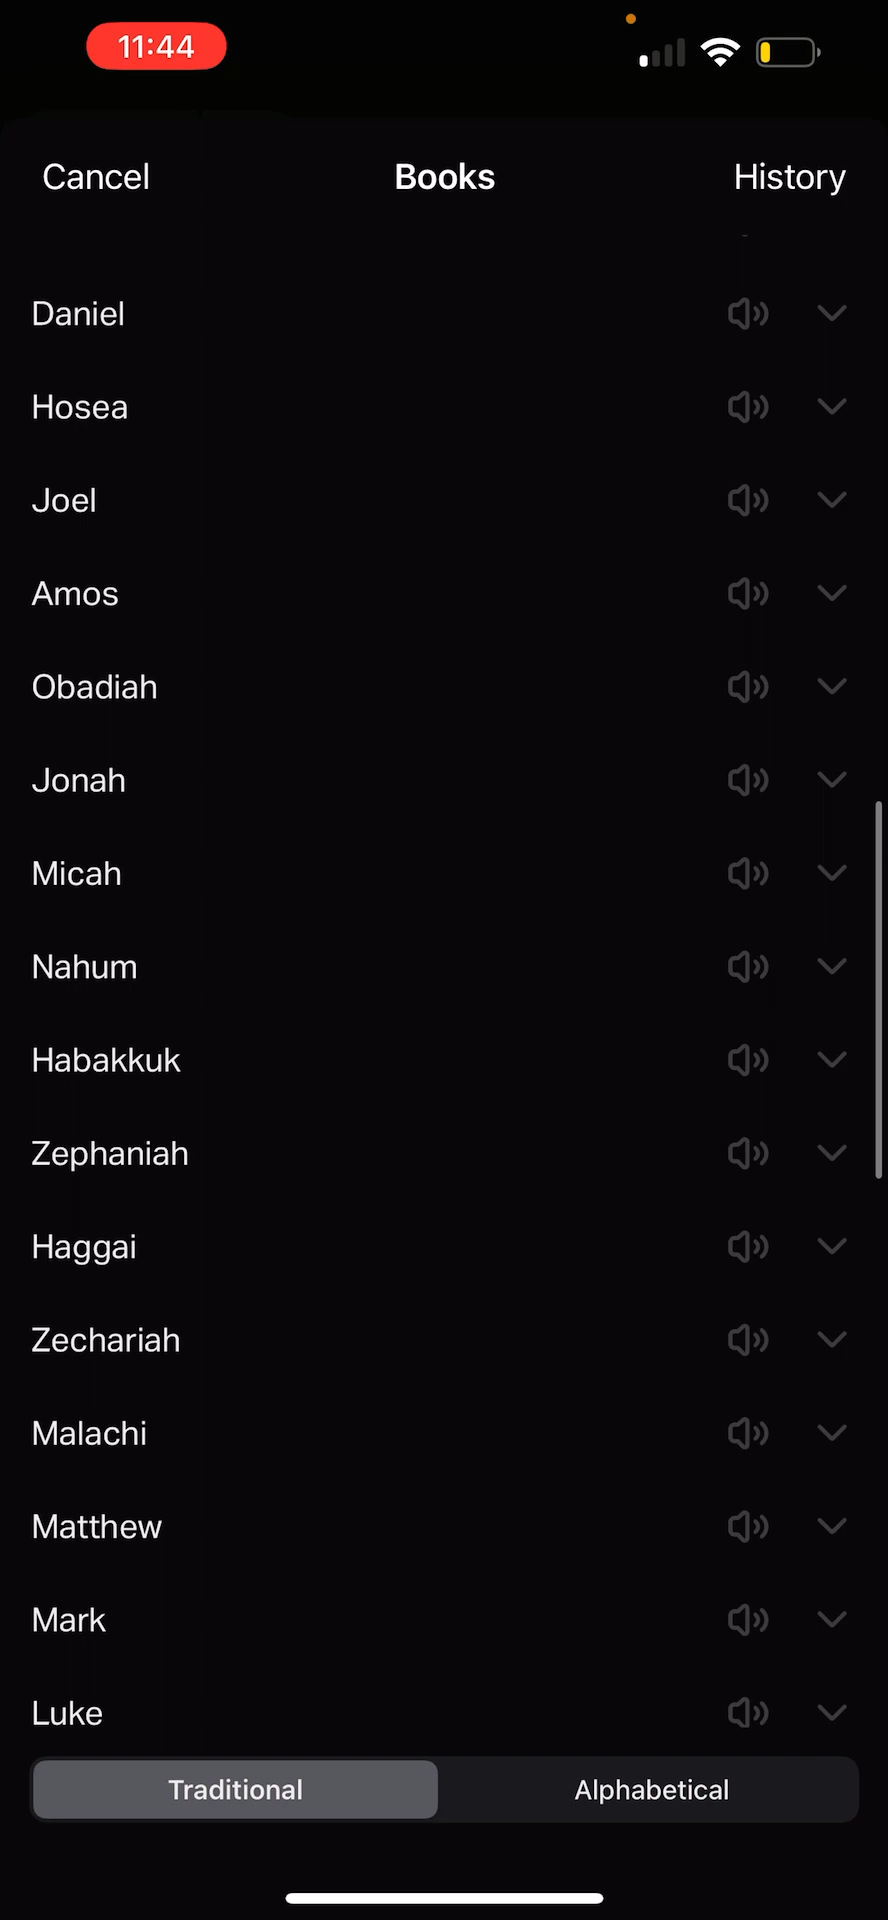 11:44
Cancel Books History
Daniel
Hosea
Joel
Amos
Obadiah
Jonah
Micah
Nahum
Habakkuk
Zephaniah
Haggai
Zechariah
Malachi
Matthew
Mark
Luke
Traditional Alphabetical